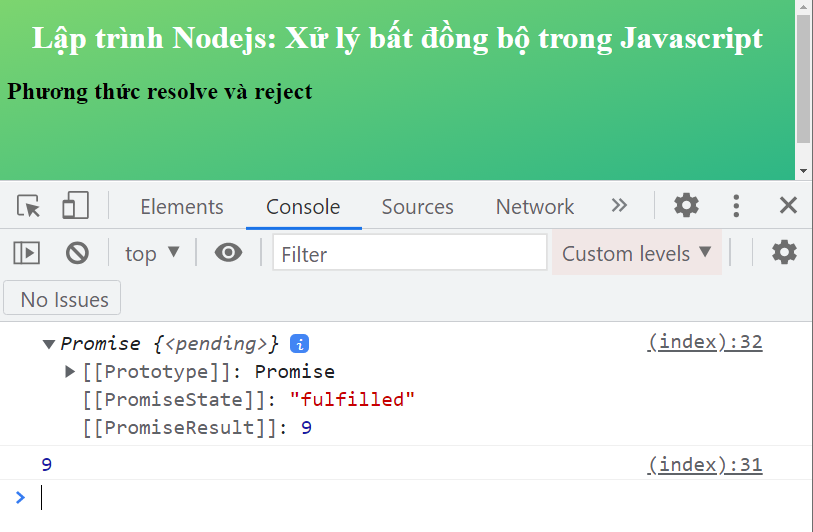 Lập trình Nodejs: Xử lý bất đồng bộ trong Javascript
Phương thức resolve và reject
Elements Console Sources Network
top Filter Custom levels
No Issues
Promise {<pending>} i (index):32
[[Prototype]]: Promise
[[PromiseState]]: "fulfilled"
[[PromiseResult]]: 9
9 (index):31